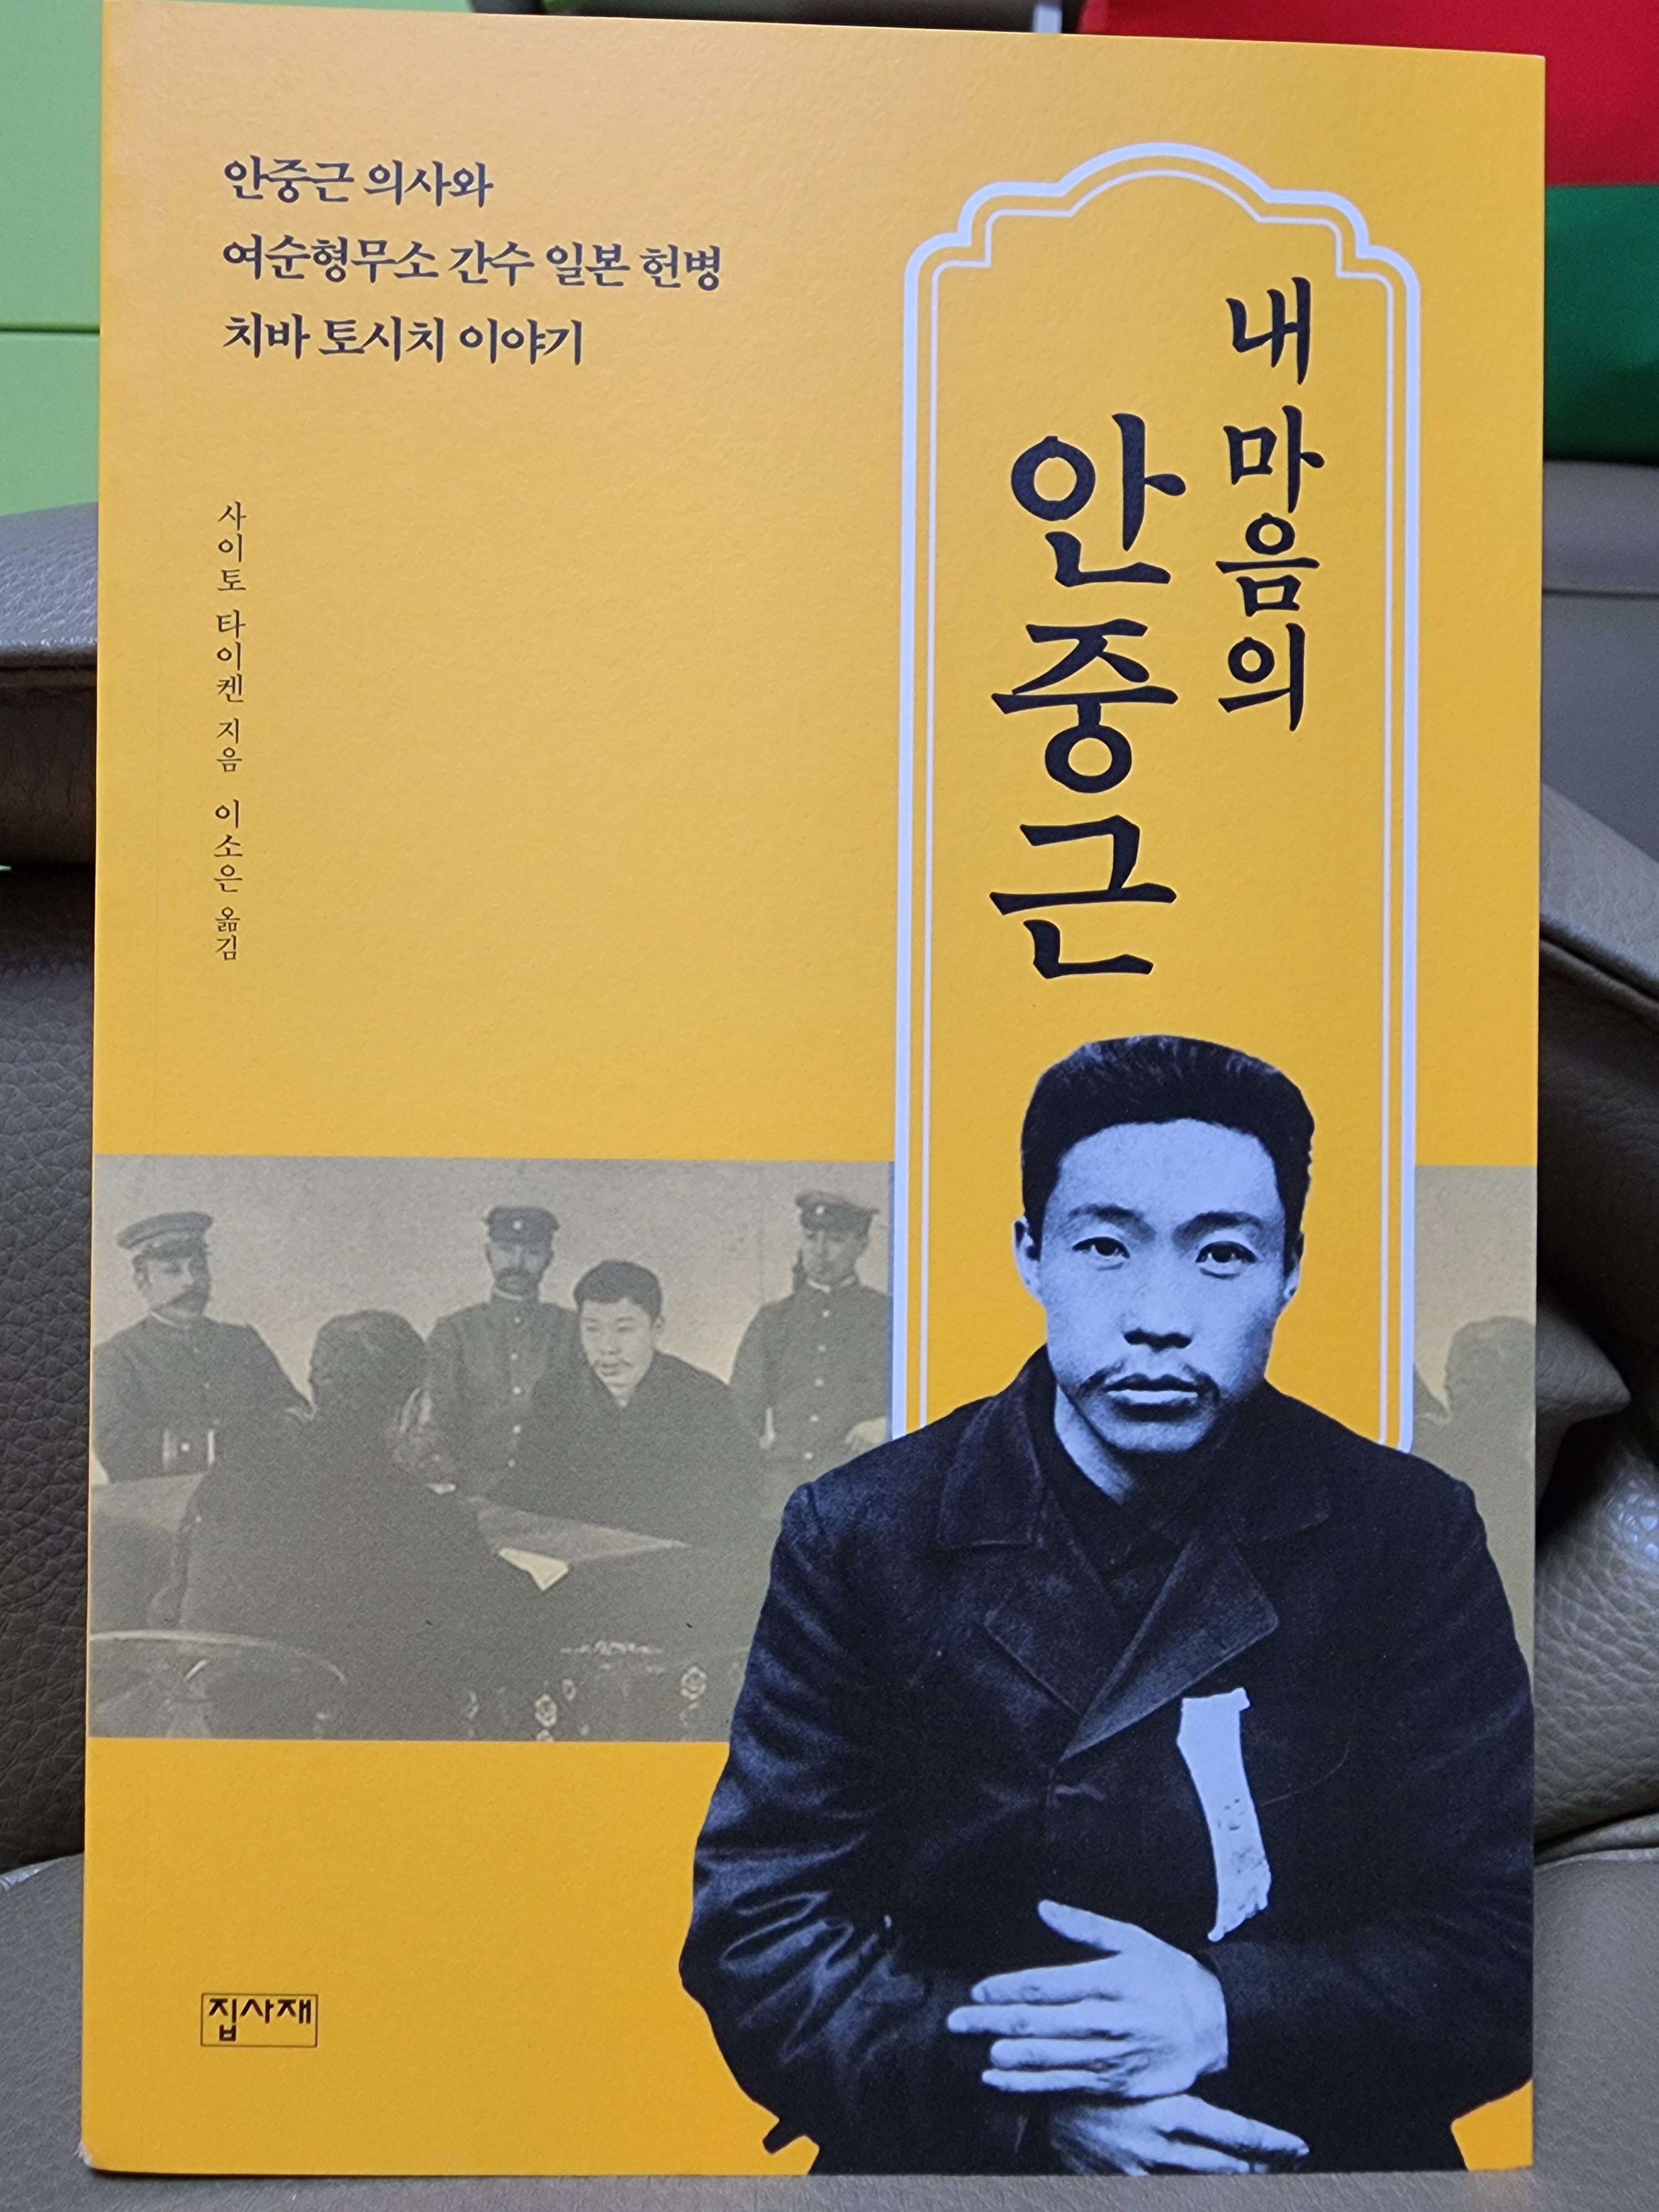 안중근 의사와
여순형무소 간수 일본 헌병
치바 토시치 이야기
내 마음의
안중근
사이토 타이켄 지음 이소은 옮김
집사재